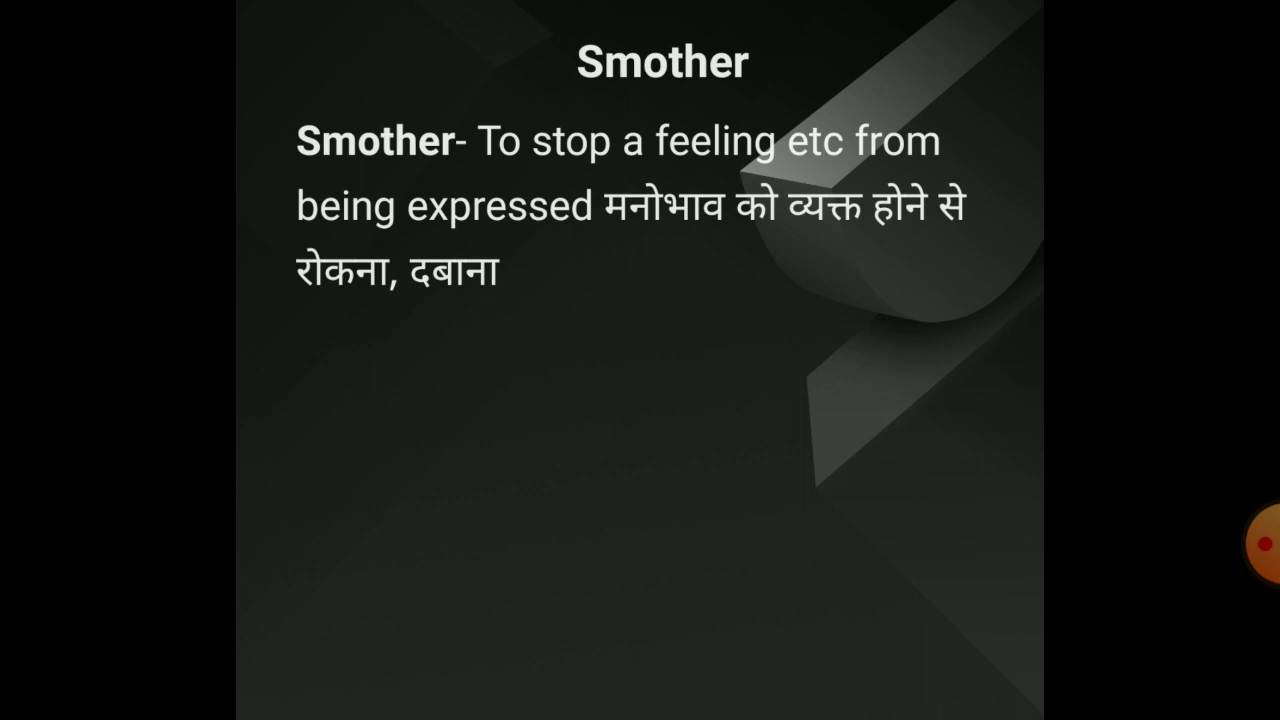 Smother
Smother- To stop a feeling etc from
being expressed मनोभाव को व्यक्त होने से
रोकना, दबाना